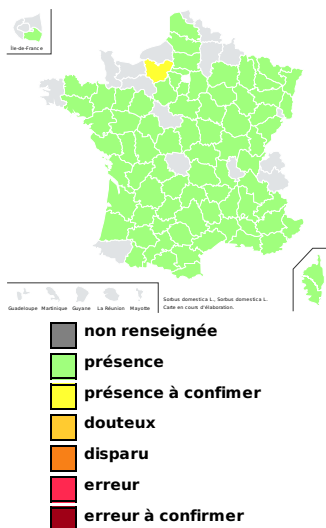 Île-de-France
Guadeloupe Martinique Guyane La Réunion Mayotte
Sorbus domestica L., Sorbus domestica L.
Carte en cours d'élaboration.
non renseignée
présence
présence à confimer
douteux
disparu
erreur
erreur à confirmer